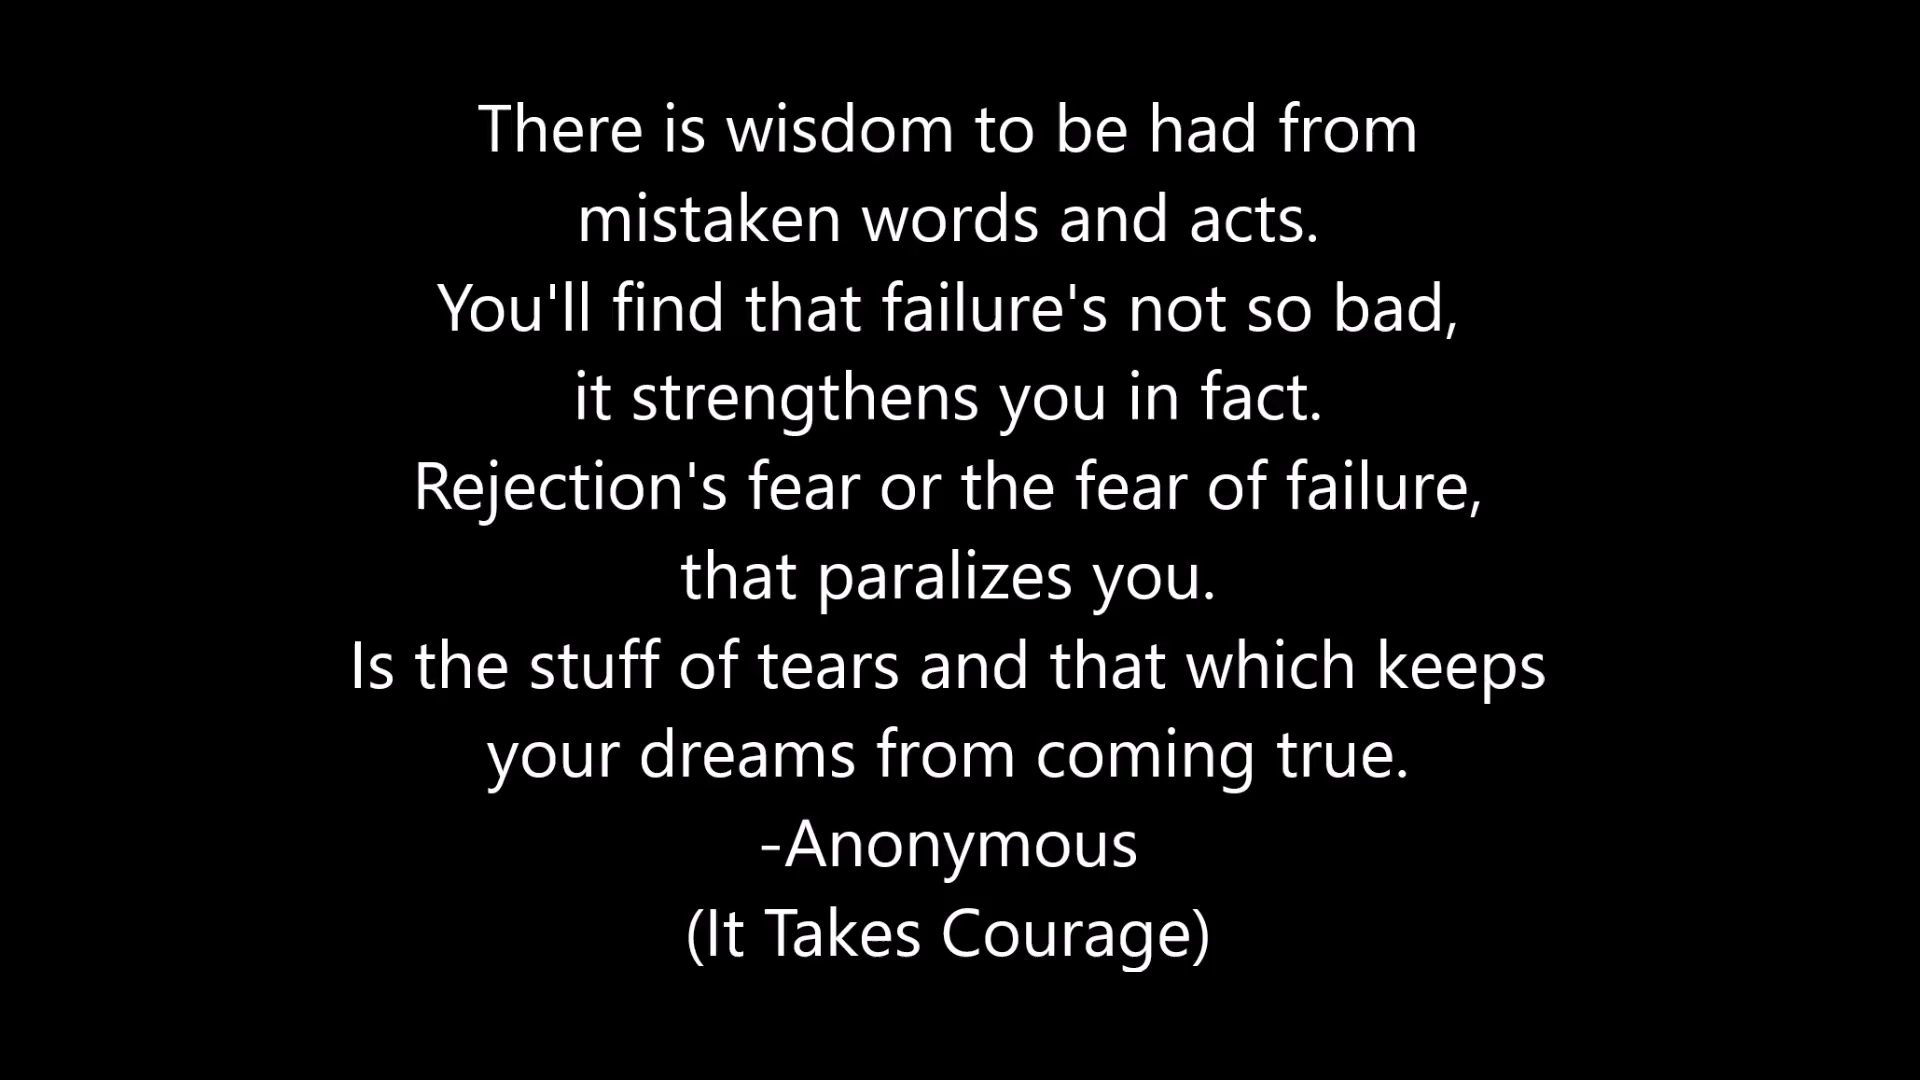 There is wisdom to be had from
mistaken words and acts.
You'll find that failure's not so bad,
it strengthens you in fact.
Rejection's fear or the fear of failure,
that paralizes you.
Is the stuff of tears and that which keeps
your dreams from coming true.
-Anonymous
(It Takes Courage)